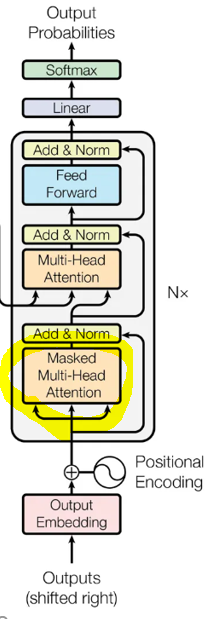 Output
Probabilities
Softmax
Linear
Add & Norm
Feed
Forward
Add & Norm
Multi-Head
Attention
N×
Add & Norm
Masked
Multi-Head
Attention
Positional
Encoding
Output
Embedding
Outputs
(shifted right)